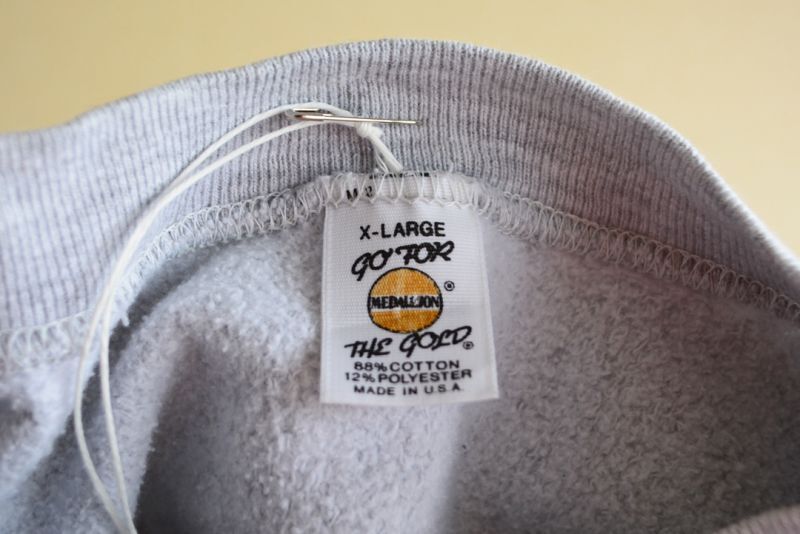 X-LARGE
GO FOR
MEDALLION ®
THE GOLD ®
88% COTTON
12% POLYESTER
MADE IN U.S.A.